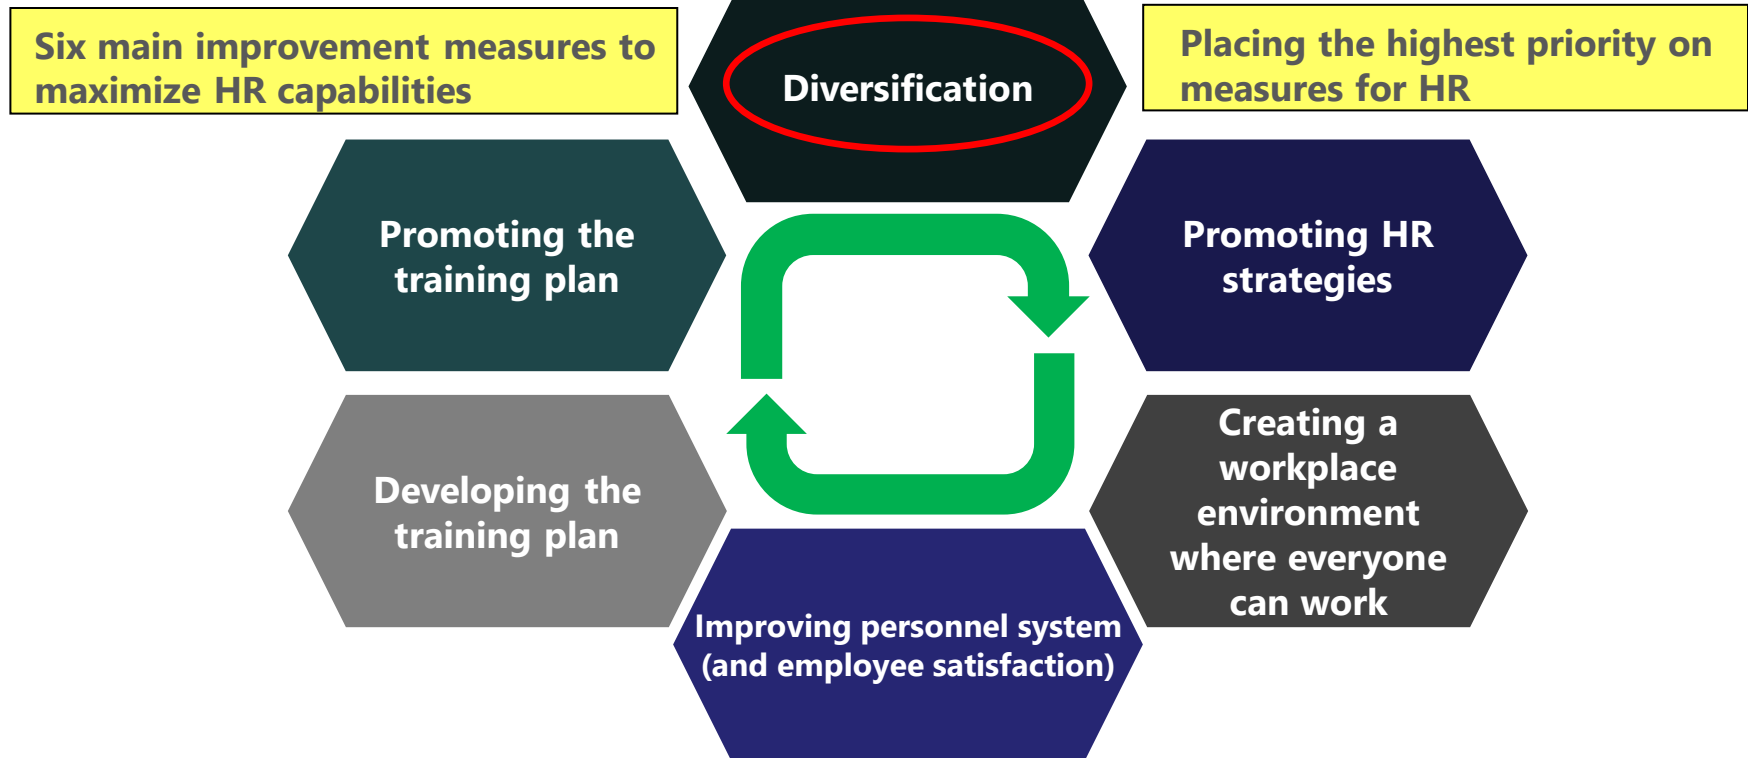 Six main improvement measures to
maximize HR capabilities
Diversification
Placing the highest priority on
measures for HR
Promoting the
training plan
Promoting HR
strategies
Developing the
training plan
Creating a
workplace
environment
where everyone
can work
Improving personnel system
(and employee satisfaction)